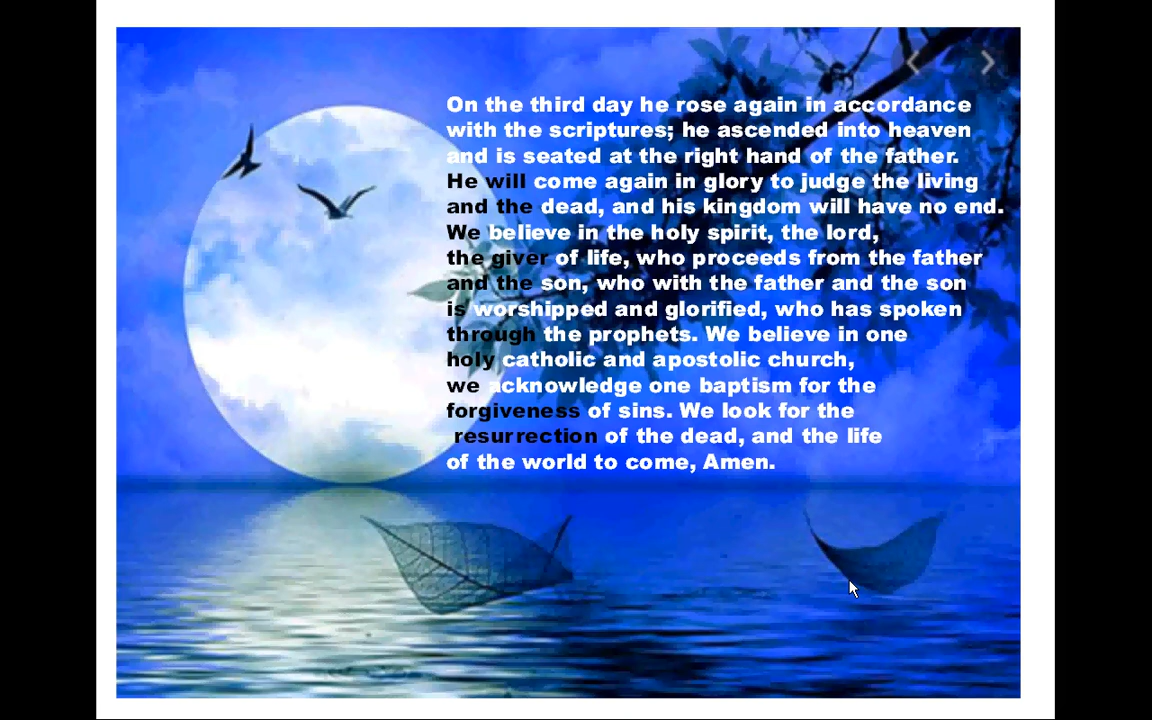 On the third day he rose again in accordance
with the scriptures; he ascended into heaven
and is seated at the right hand of the father.
He will come again in glory to judge the living
and the dead, and his kingdom will have no end.
We believe in the holy spirit, the lord,
the giver of life, who proceeds from the father
and the son, who with the father and the son
is worshipped and glorified, who has spoken
through the prophets. We believe in one
holy catholic and apostolic church,
we acknowledge one baptism for the
forgiveness of sins. We look for the
resurrection of the dead, and the life
of the world to come, Amen.